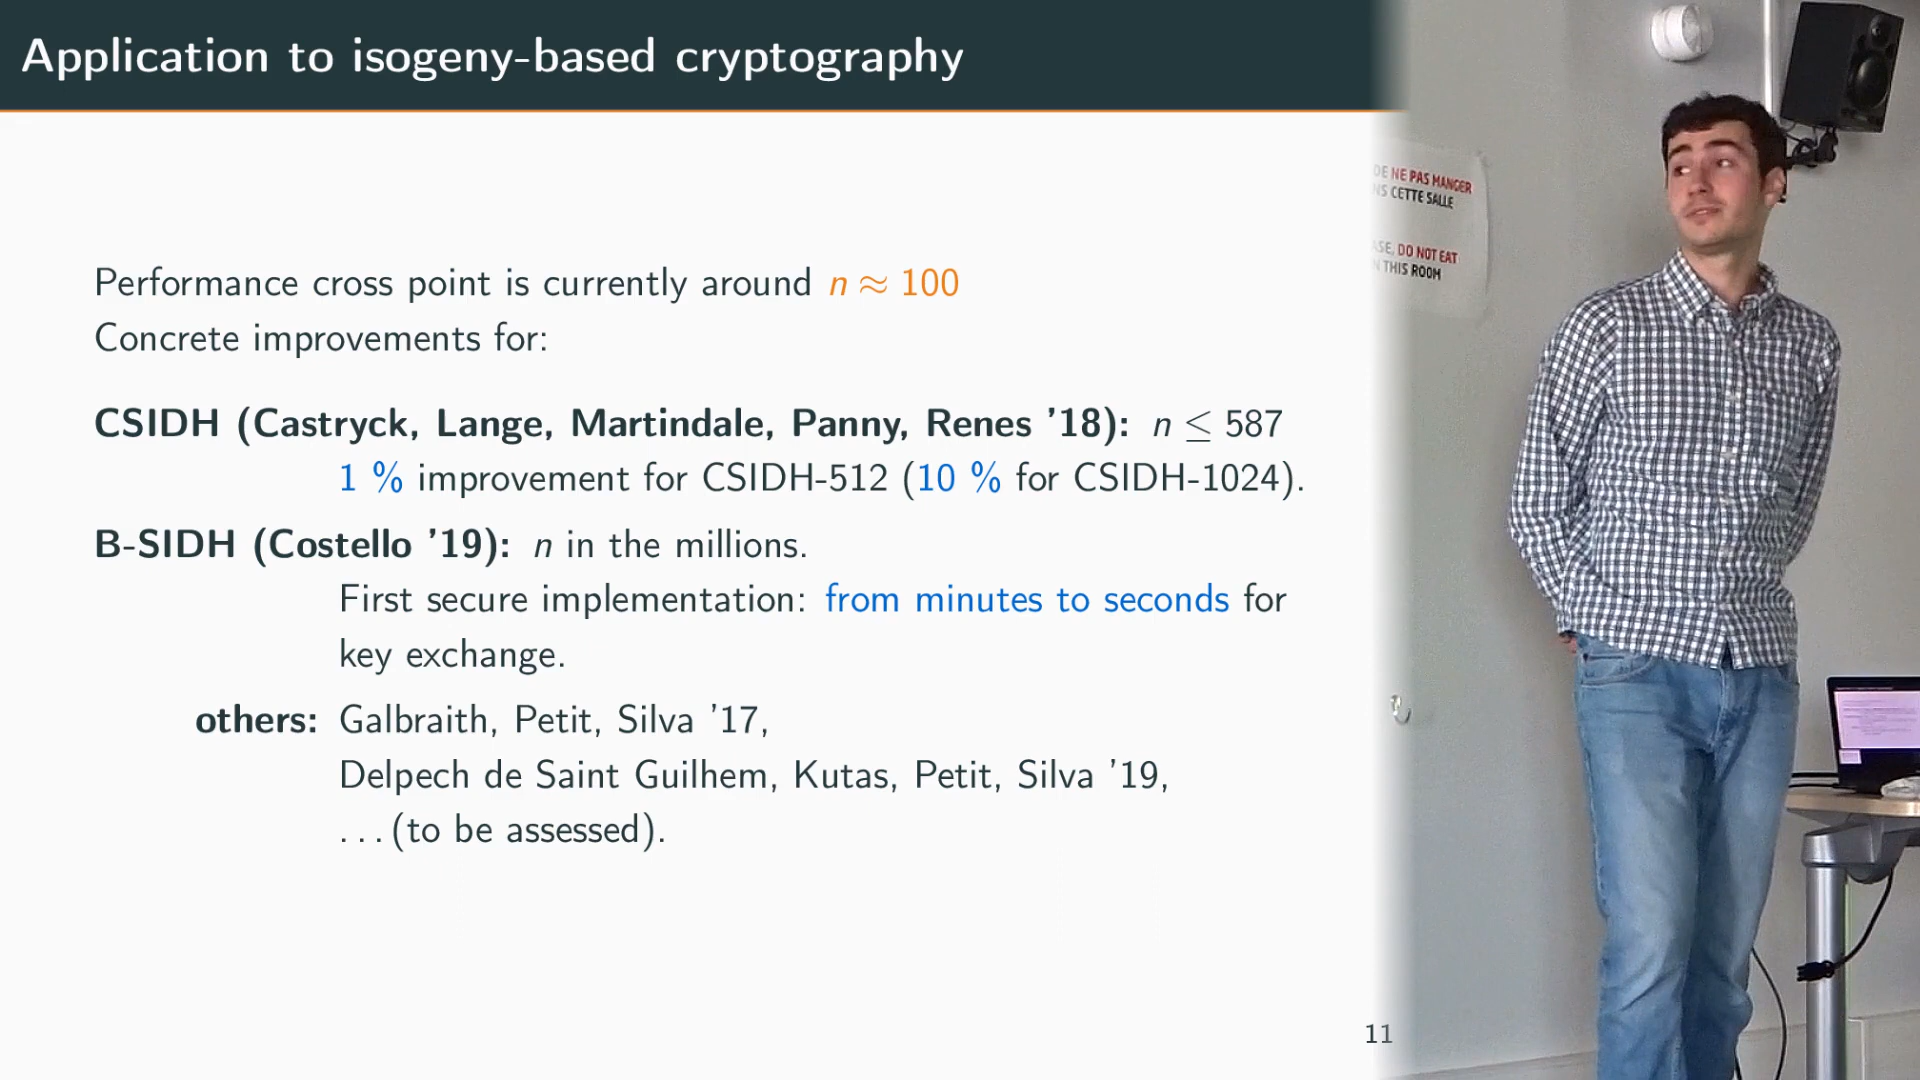 Application to isogeny-based cryptography
Performance cross point is currently around n ≈ 100
Concrete improvements for:
CSIDH (Castryck, Lange, Martindale, Panny, Renes ’18): n ≤ 587
1 % improvement for CSIDH-512 (10 % for CSIDH-1024).
B-SIDH (Costello ’19): n in the millions.
First secure implementation: from minutes to seconds for
key exchange.
others: Galbraith, Petit, Silva ’17,
Delpech de Saint Guilhem, Kutas, Petit, Silva ’19,
...(to be assessed).
11
DE NE PAS MANGER
NS CETTE SALLE
ASE, DO NOT EAT
N THIS ROOM